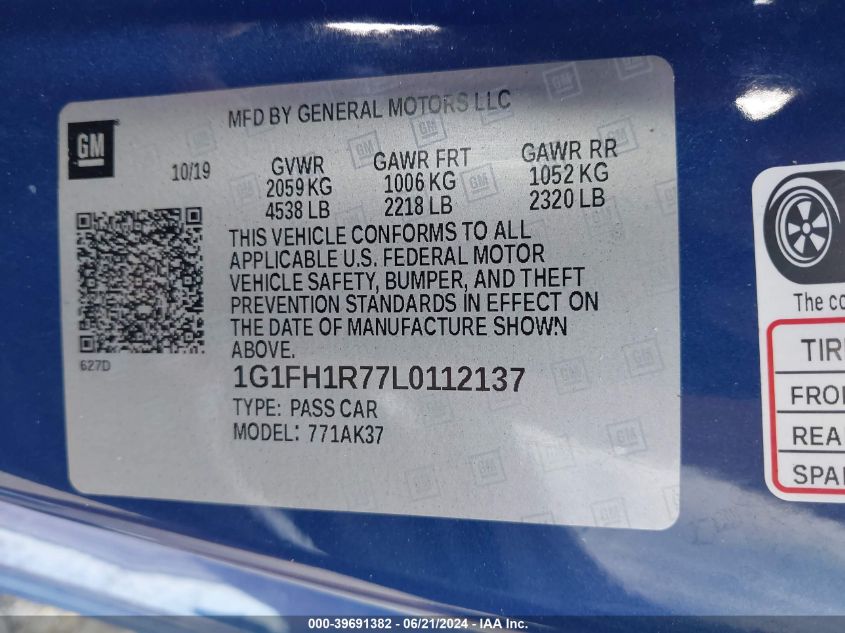 MFD BY GENERAL MOTORS LLC
GM
10/19
GVWR
2059 KG
4538 LB
GAWR FRT
1006 KG
2218 LB
GAWR RR
1052 KG
2320 LB
THIS VEHICLE CONFORMS TO ALL
APPLICABLE U.S. FEDERAL MOTOR
VEHICLE SAFETY, BUMPER, AND THEFT
PREVENTION STANDARDS IN EFFECT ON
THE DATE OF MANUFACTURE SHOWN
ABOVE.
627D
1G1FH1R77L0112137
TYPE: PASS CAR
MODEL: 771AK37
The co
TIR
FRO
REA
SPA
000-39691382 - 06/21/2024 - IAA, Inc.